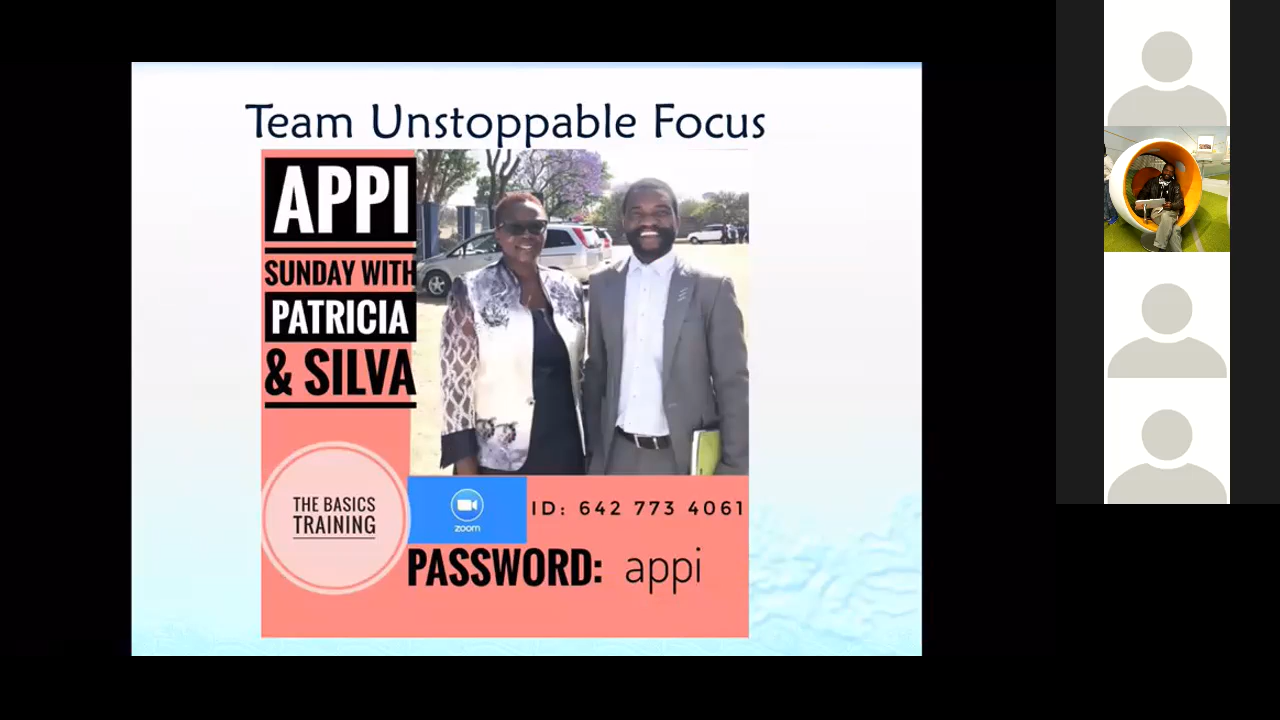 Team Unstoppable Focus
APPI
SUNDAY WITH
PATRICIA
& SILVA
THE BASICS
TRAINING
zoom
ID: 642 773 4061
PASSWORD: appi